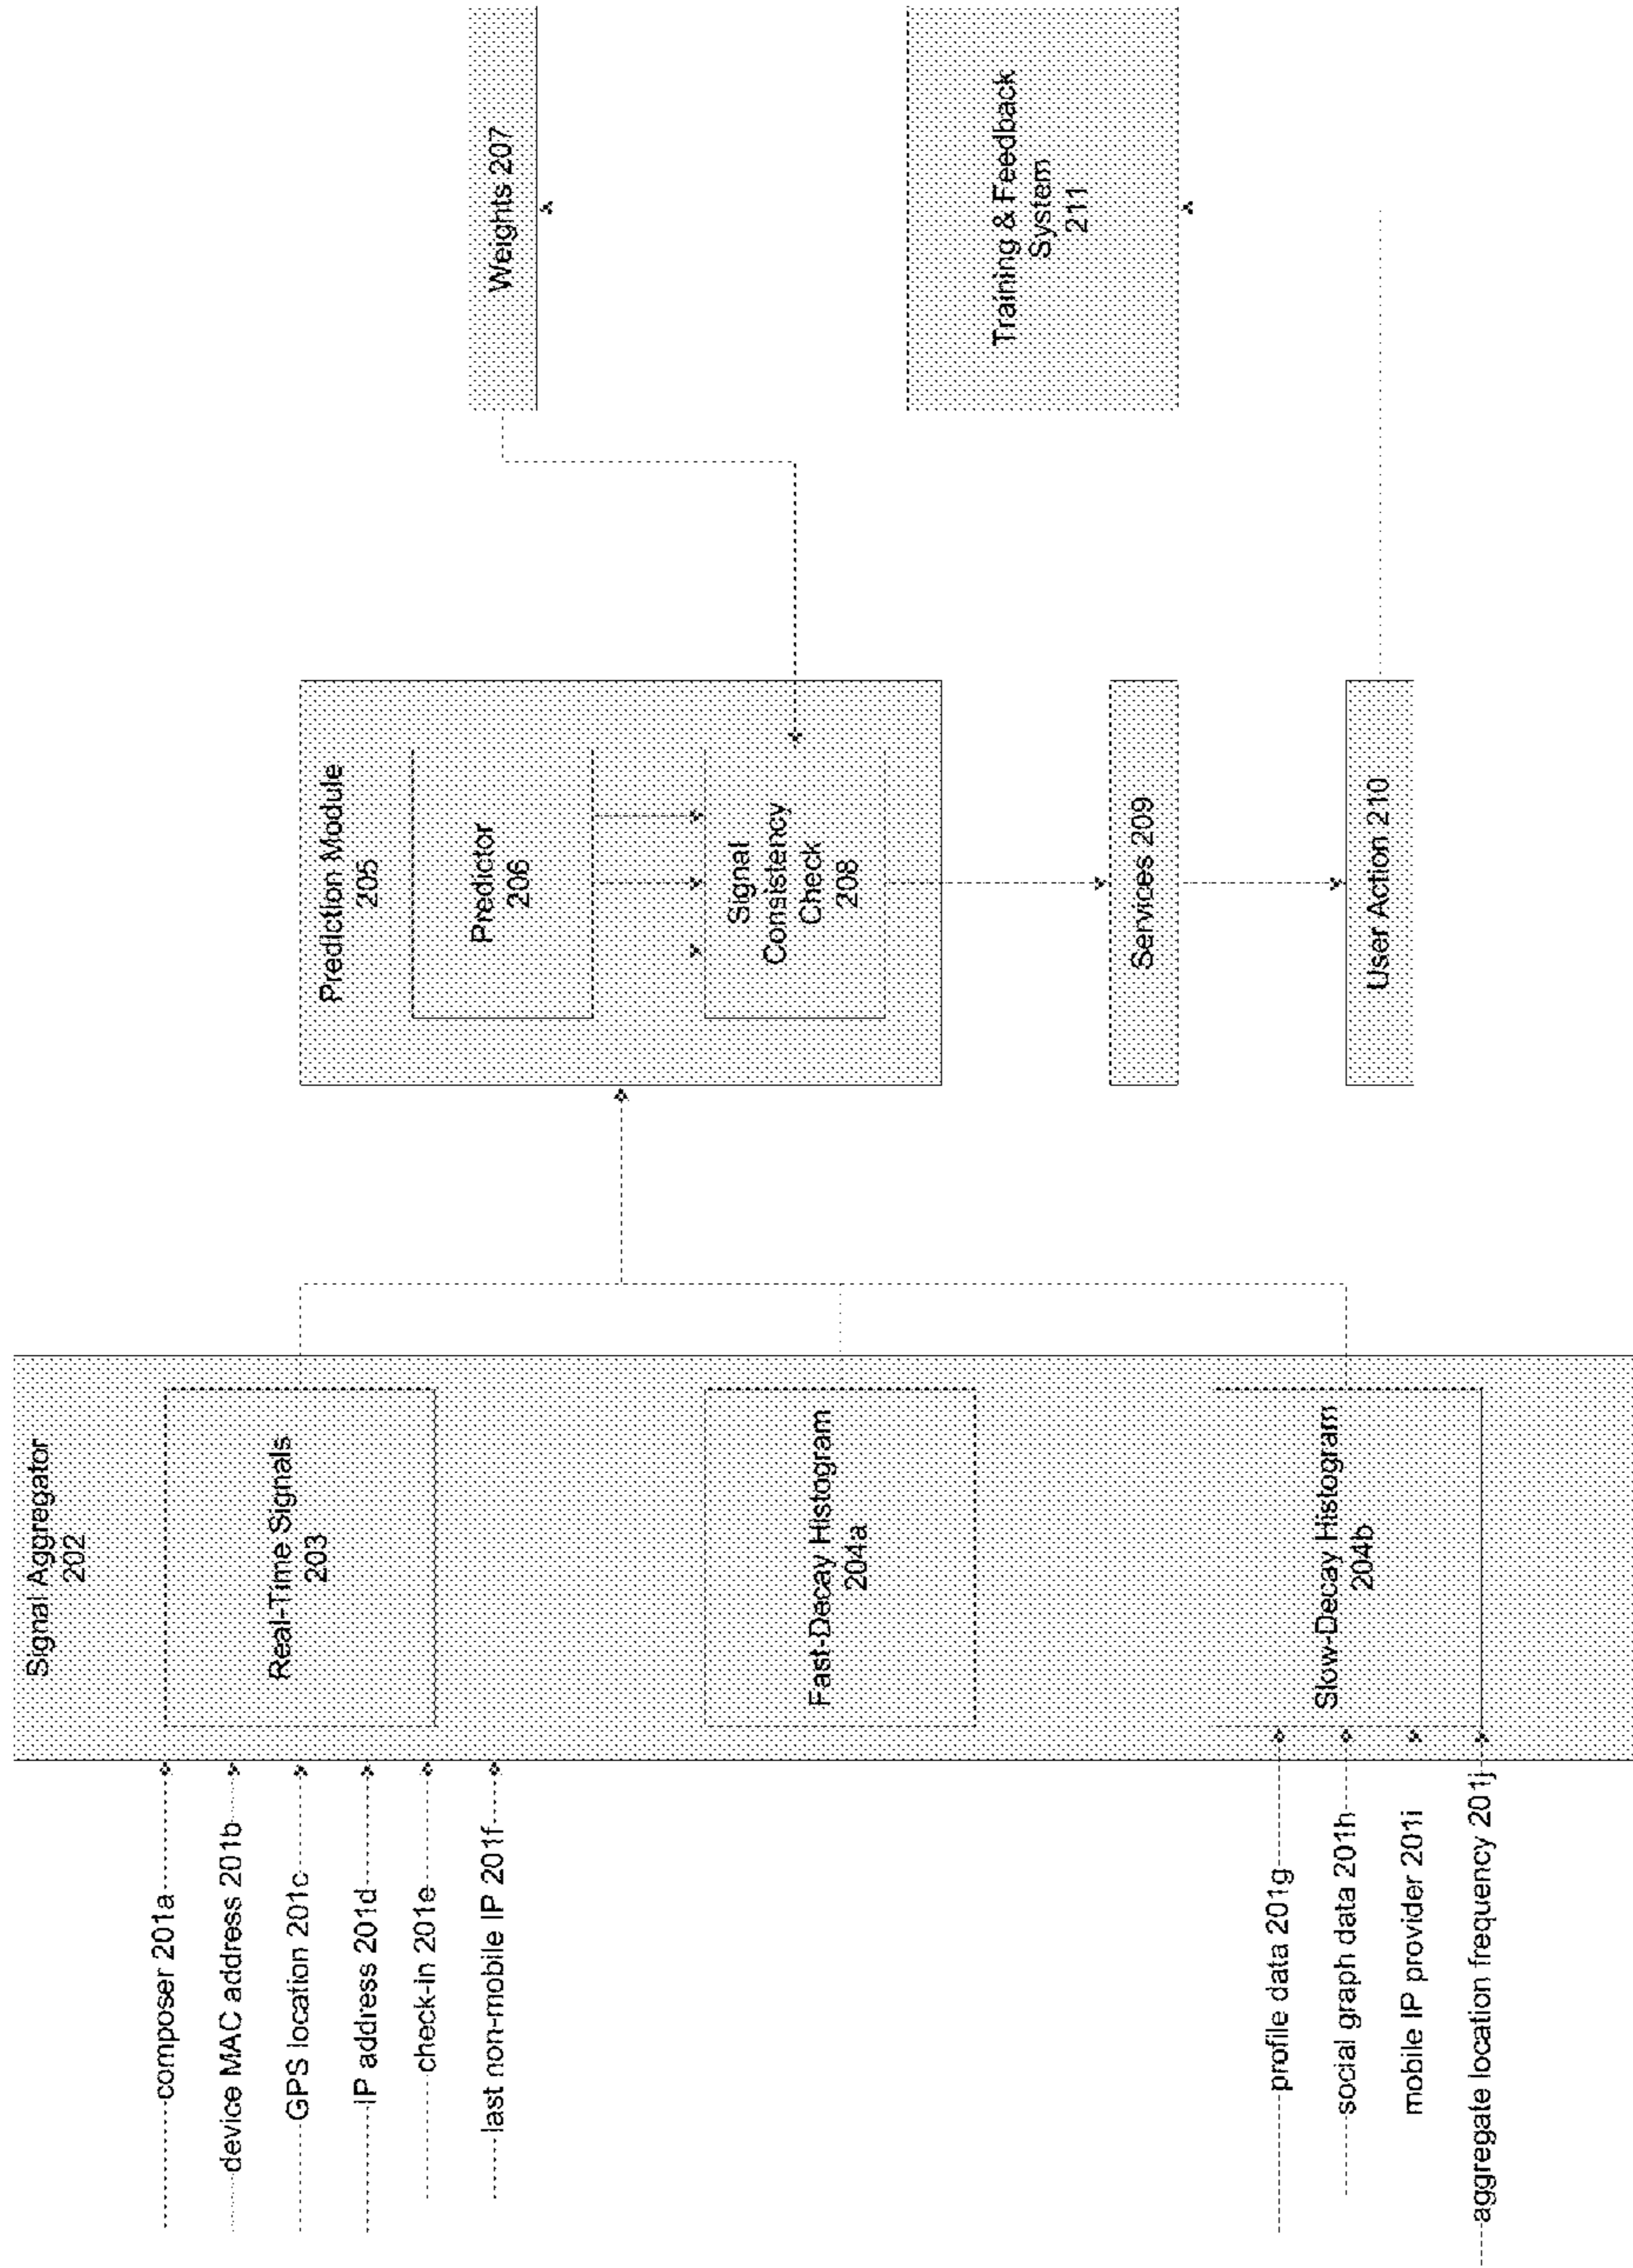 composer 201a
device MAC address 201b
GPS location 201c
IP address 201d
check-in 201e
last non-mobile IP 201f
profile data 201g
social graph data 201h
mobile IP provider 201i
aggregate location frequency 201j
Signal Aggregator
202
Real-Time Signals
203
Fast-Decay Histogram
204a
Slow-Decay Histogram
204b
Prediction Module
205
Predictor
206
Signal
Consistency
Check
208
Services 209
User Action 210
Weights 207
Training & Feedback
System
211